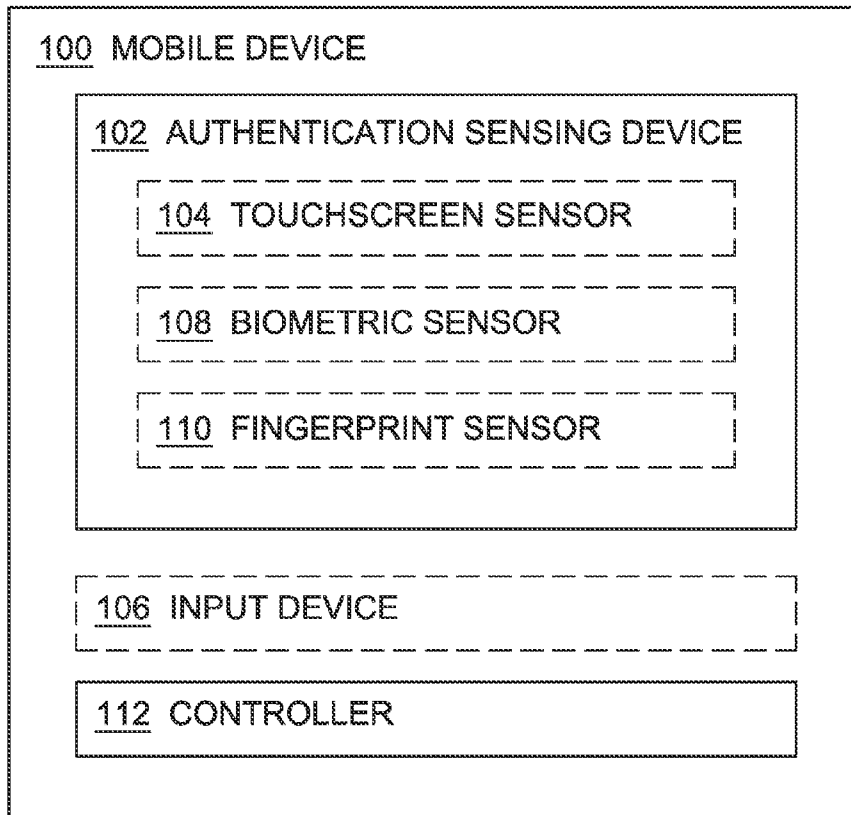 100 MOBILE DEVICE
102 AUTHENTICATION SENSING DEVICE
104 TOUCHSCREEN SENSOR
108 BIOMETRIC SENSOR
110 FINGERPRINT SENSOR
106 INPUT DEVICE
112 CONTROLLER